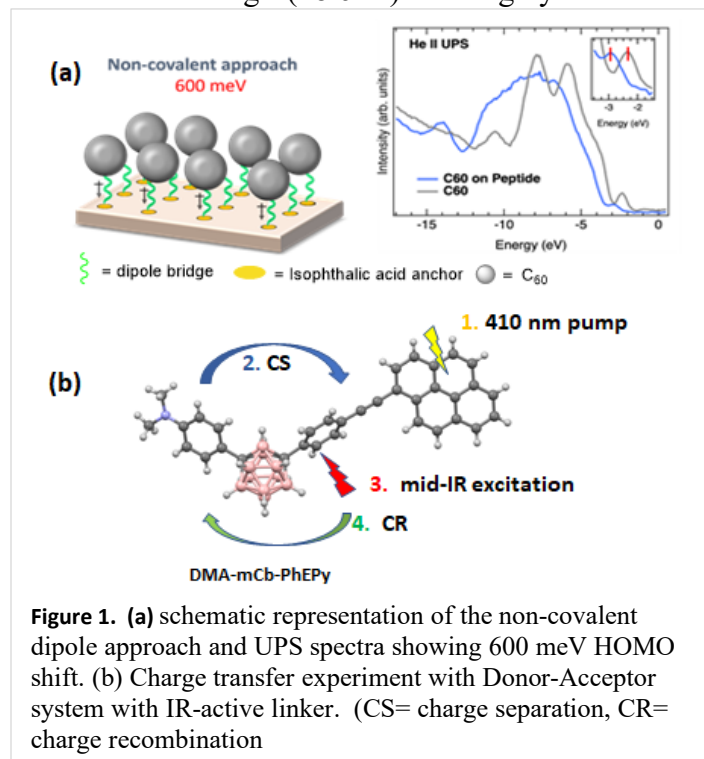 (a)
Non-covalent approach
600 meV
= dipole bridge
= Isophthalic acid anchor
= C60
He II UPS
Intensity (arb. units)
C60 on Peptide
C60
-3
-2
Energy (eV)
-15
-10
-5
0
Energy (eV)
(b)
1. 410 nm pump
2. CS
3. mid-IR excitation
4. CR
DMA-mCb-PhEPy
Figure 1. (a) schematic representation of the non-covalent
dipole approach and UPS spectra showing 600 meV HOMO
shift. (b) Charge transfer experiment with Donor-Acceptor
system with IR-active linker. (CS= charge separation, CR=
charge recombination